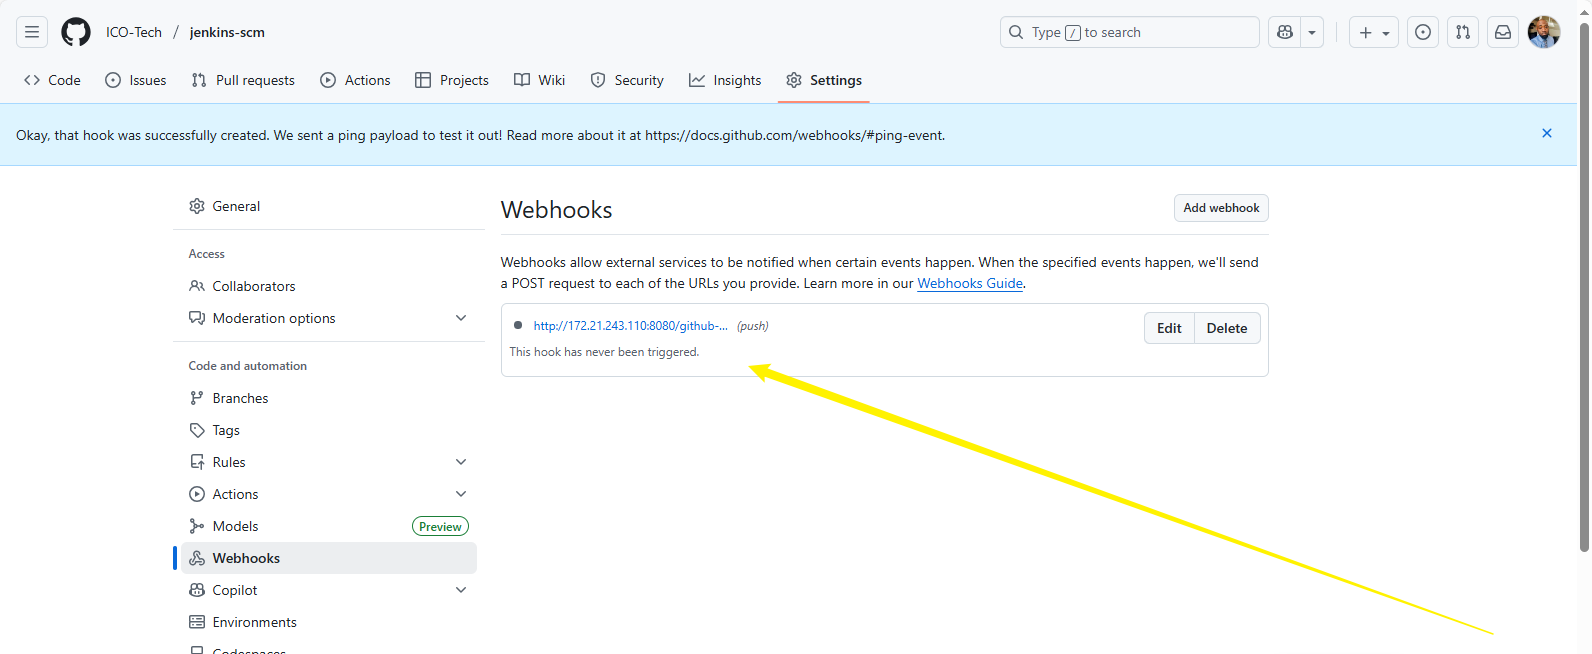 ICO-Tech / jenkins-scm
Type / to search
Code Issues Pull requests Actions Projects Wiki Security Insights Settings
Okay, that hook was successfully created. We sent a ping payload to test it out! Read more about it at https://docs.github.com/webhooks/#ping-event.
General
Access
Collaborators
Moderation options
Code and automation
Branches
Tags
Rules
Actions
Models Preview
Webhooks
Copilot
Environments
Codespaces
Webhooks
Add webhook
Webhooks allow external services to be notified when certain events happen. When the specified events happen, we'll send
a POST request to each of the URLs you provide. Learn more in our Webhooks Guide.
http://172.21.243.110:8080/github-... (push)
Edit Delete
This hook has never been triggered.